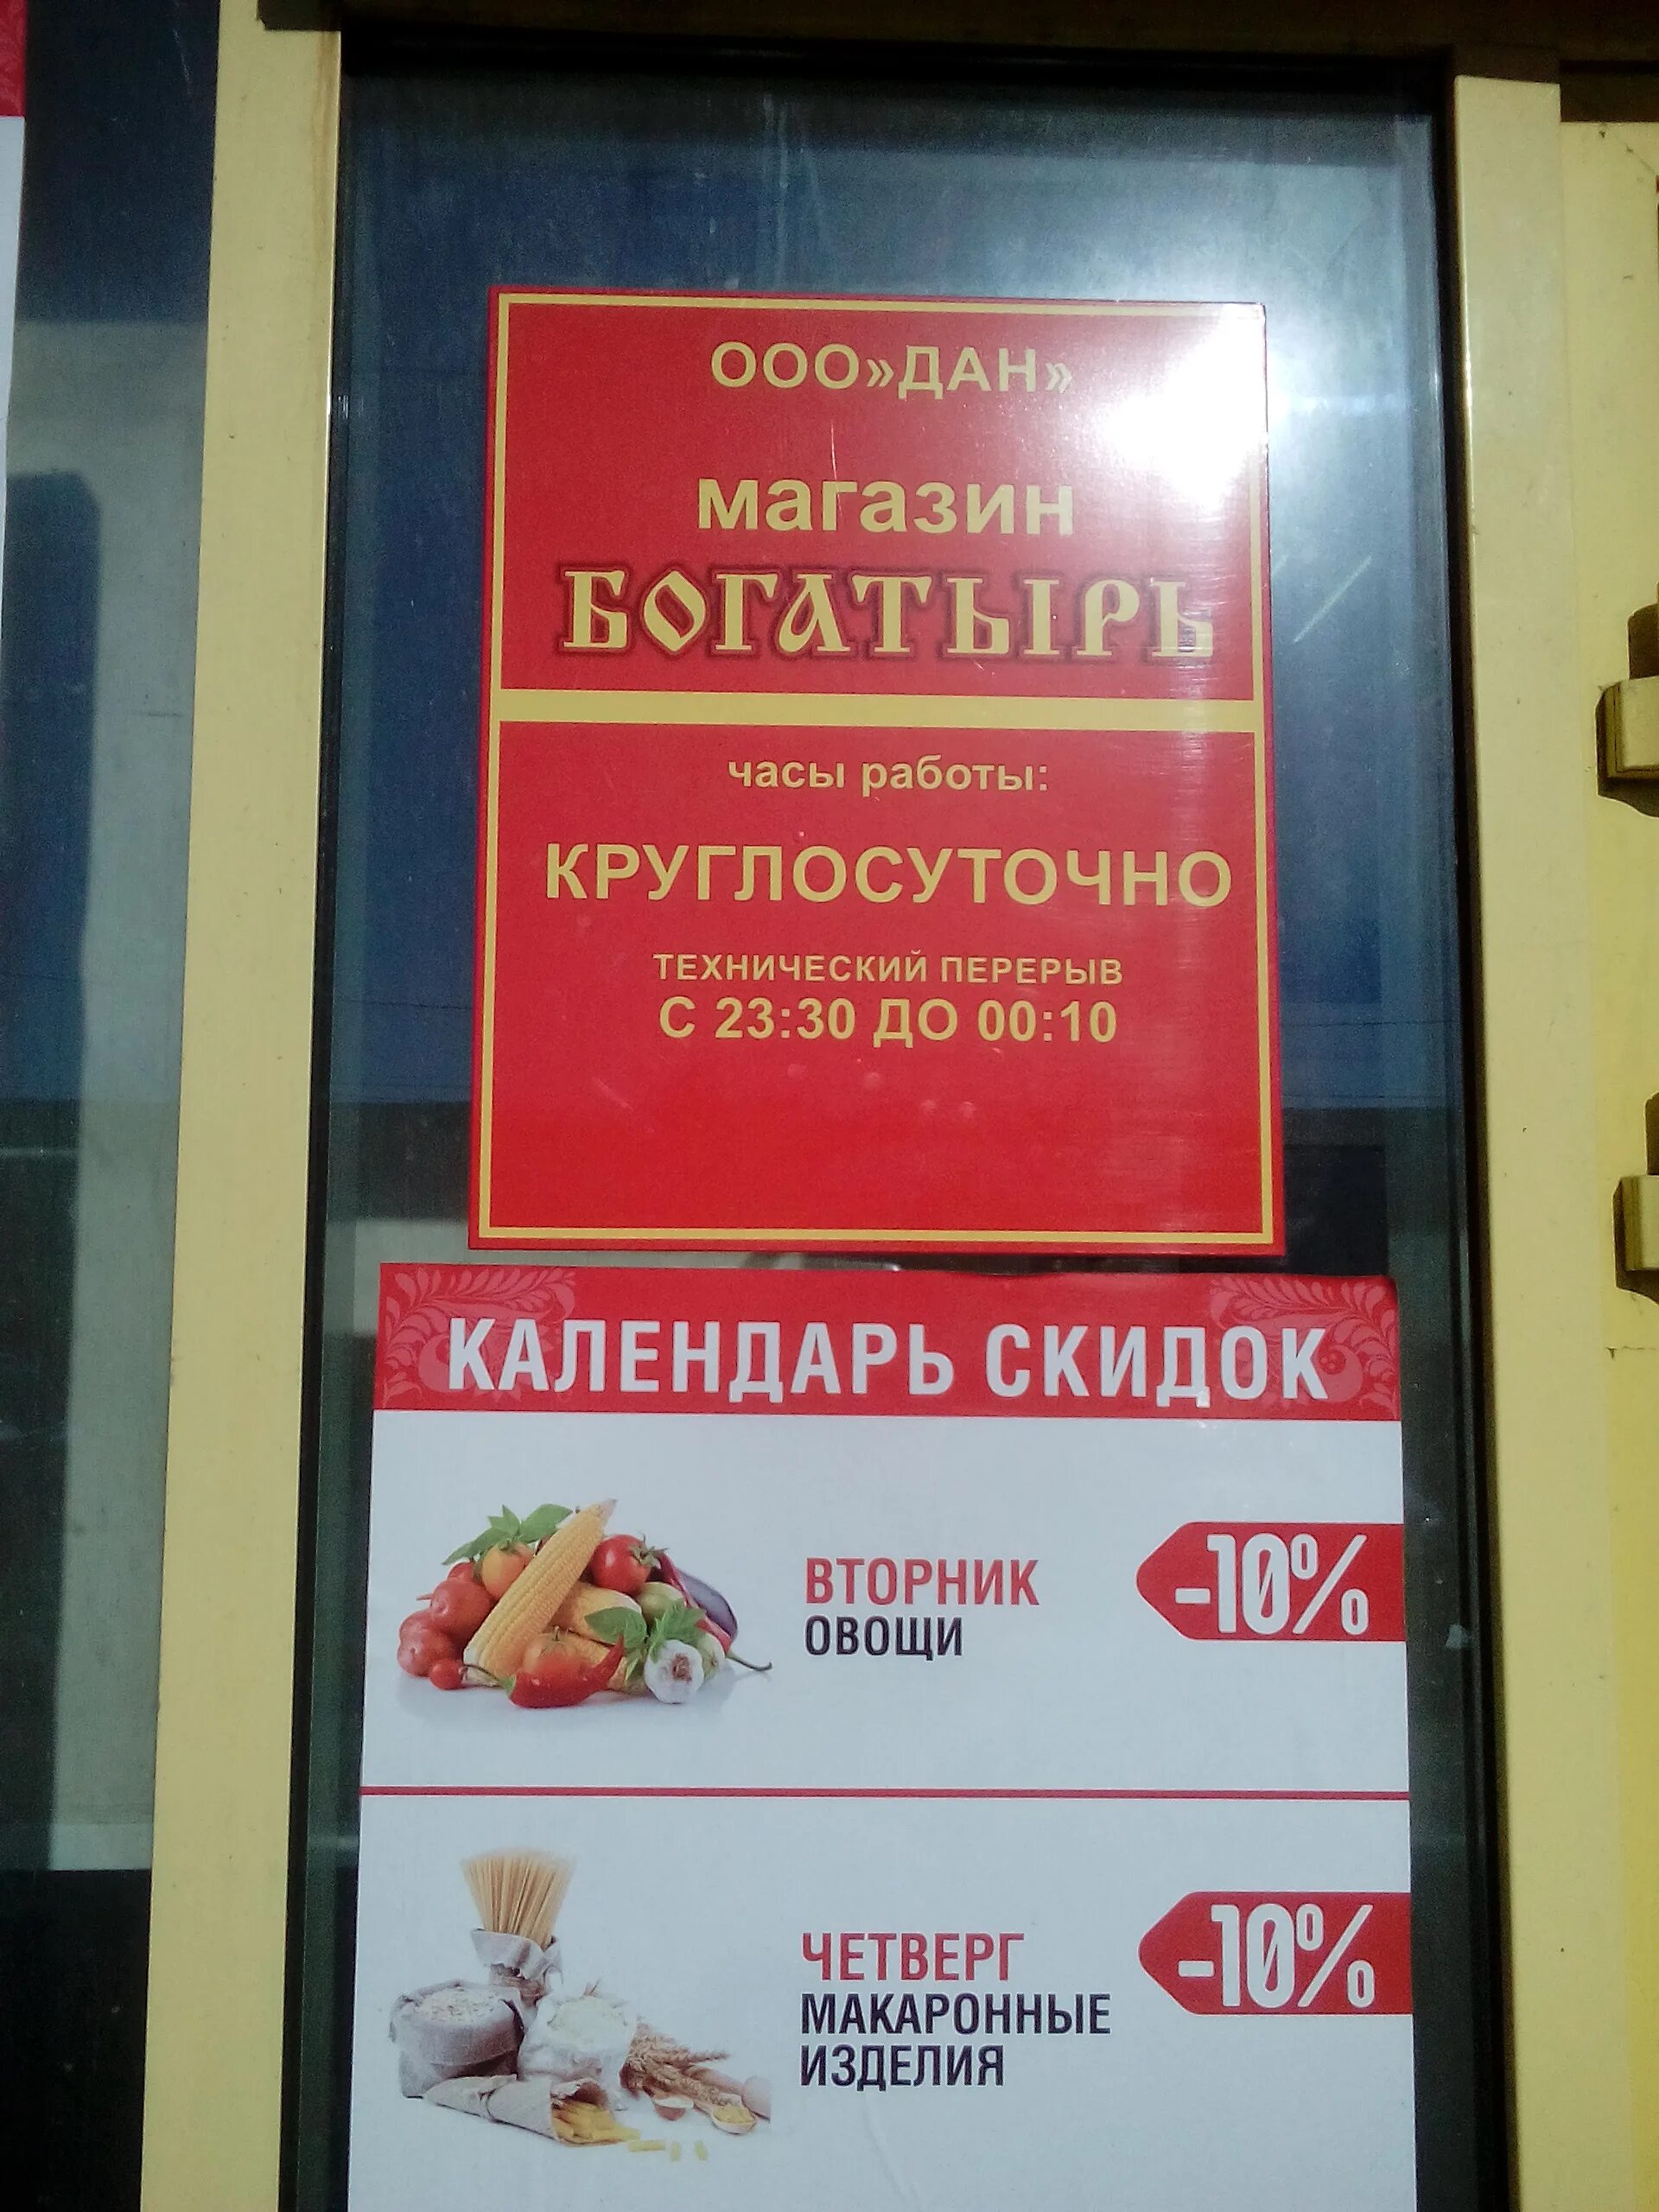 ООО»ДАН»
магазин
БОГАТЫРЬ
часы работы:
КРУГЛОСУТОЧНО
ТЕХНИЧЕСКИЙ ПЕРЕРЫВ
С 23:30 ДО 00:10
КАЛЕНДАРЬ СКИДОК
ВТОРНИК
ОВОЩИ
-10%
ЧЕТВЕРГ
МАКАРОННЫЕ
ИЗДЕЛИЯ
-10%